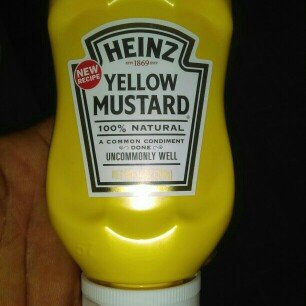 HEINZ
EST 1869
NEW
RECIPE
YELLOW
MUSTARD
100% NATURAL
A COMMON CONDIMENT
DONE
UNCOMMONLY WELL